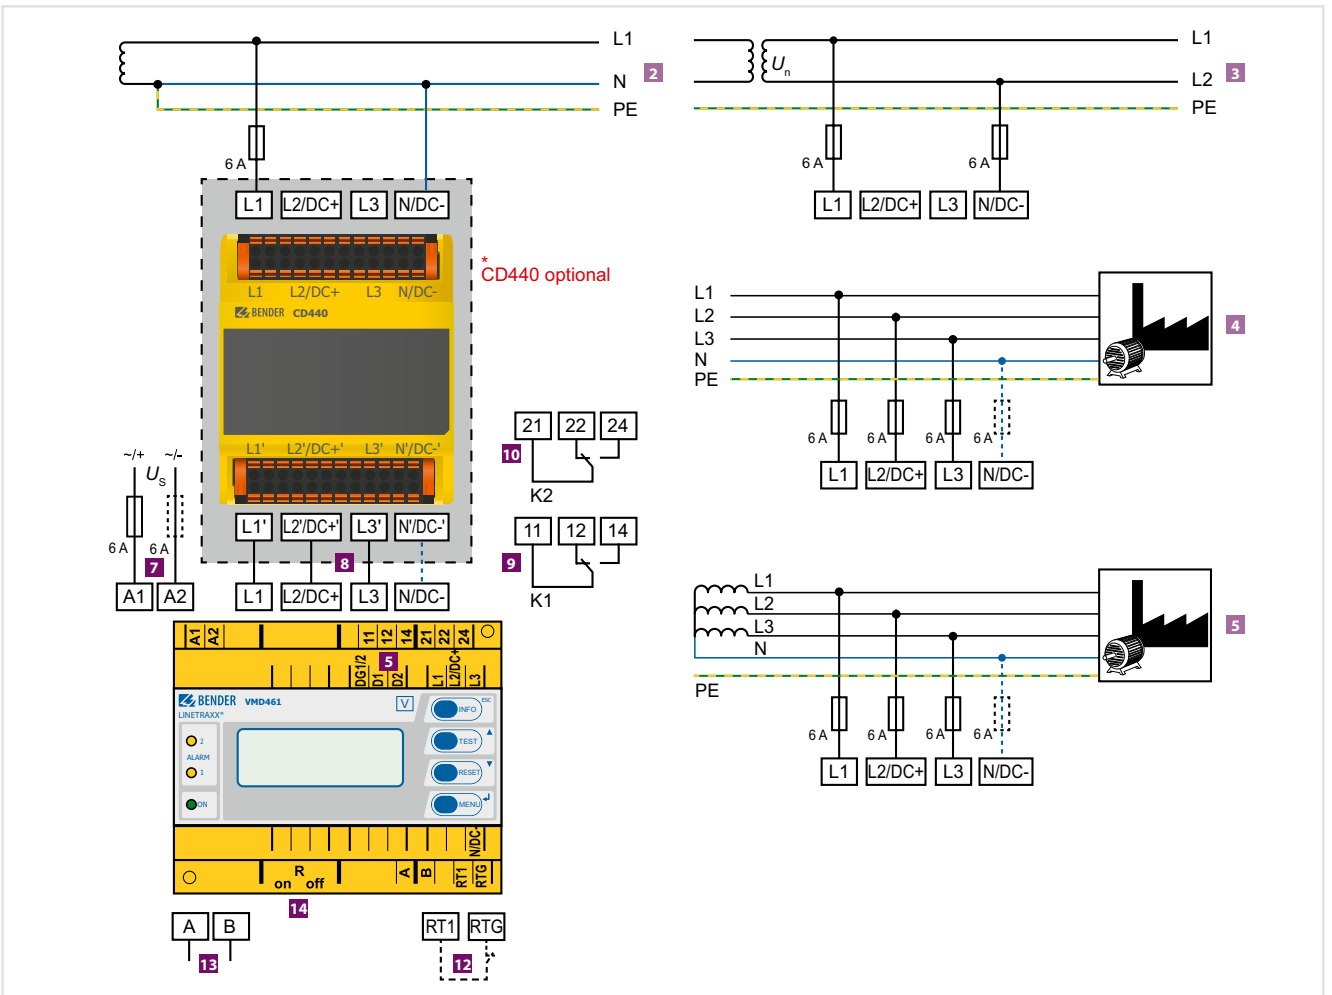 L1
N
PE
2
6 A
L1
L2/DC+
L3
N/DC-
*
CD440 optional
L1 L2/DC+ L3 N/DC-
BENDER CD440
L1' L2'/DC+' L3' N'/DC-'
L1'
L2'/DC+'
L3'
N'/DC-'
8
~/+
~/-
Us
6 A
6 A
7
A1
A2
L1
L2/DC+
L3
N/DC-
21
22
24
10
K2
11
12
14
9
K1
A1
A2
11
12
14
21
22
24
5
DG1/2
D1
D2
L1
L2/DC+
L3
BENDER VMD461
LINETRAXX®
V
INFO
ESC
TEST
RESET
MENU
2
ALARM
1
ON
N/DC-
R
on off
A
B
RT1
RTG
14
A
B
13
RT1
RTG
12
Un
L1
L2
PE
3
6 A
6 A
L1
L2/DC+
L3
N/DC-
L1
L2
L3
N
PE
4
6 A
6 A
6 A
6 A
L1
L2/DC+
L3
N/DC-
L1
L2
L3
N
PE
5
6 A
6 A
6 A
6 A
L1
L2/DC+
L3
N/DC-